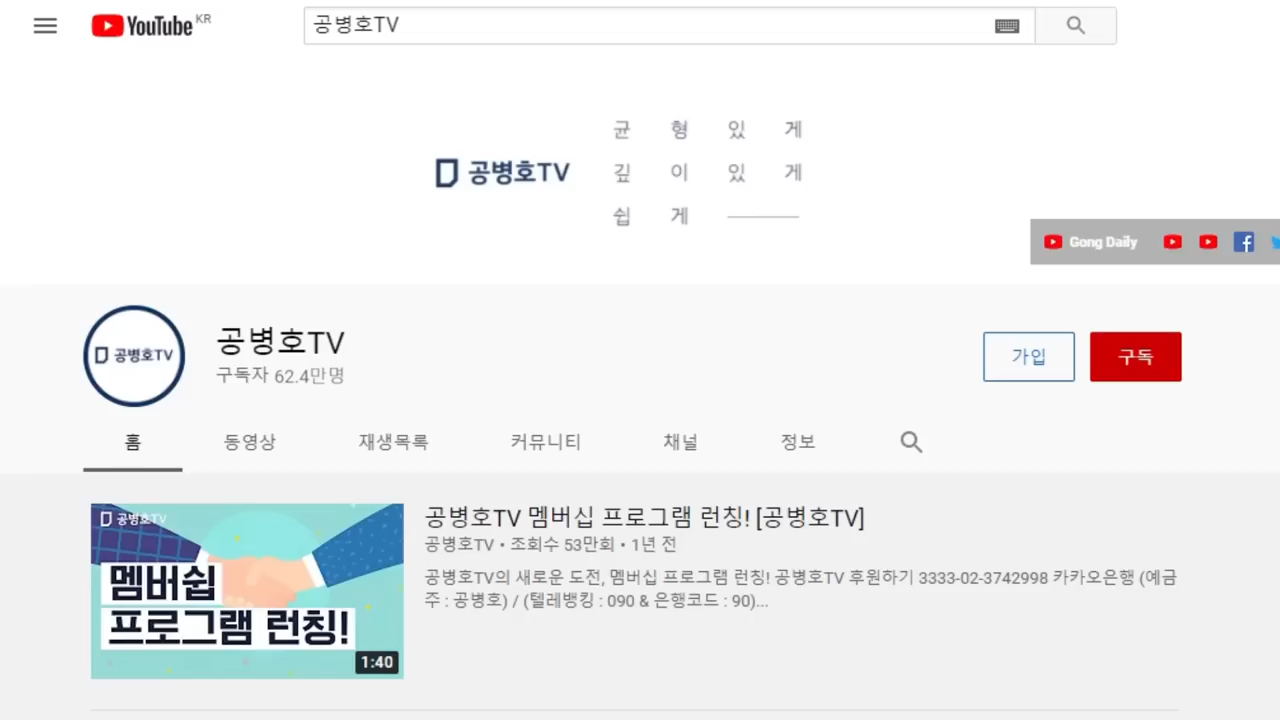 YouTube KR
공병호TV
균 형 있 게
공병호TV
깊 이 있 게
쉽 게
Gong Daily
공병호TV
공병호TV
구독자 62.4만명
가입
구독
홈
동영상
재생목록
커뮤니티
채널
정보
공병호TV
멤버쉽
프로그램 런칭!
1:40
공병호TV 멤버십 프로그램 런칭! [공병호TV]
공병호TV • 조회수 53만회 • 1년 전
공병호TV의 새로운 도전, 멤버십 프로그램 런칭! 공병호TV 후원하기 3333-02-3742998 카카오은행 (예금
주 : 공병호) / (텔레뱅킹 : 090 & 은행코드 : 90)...